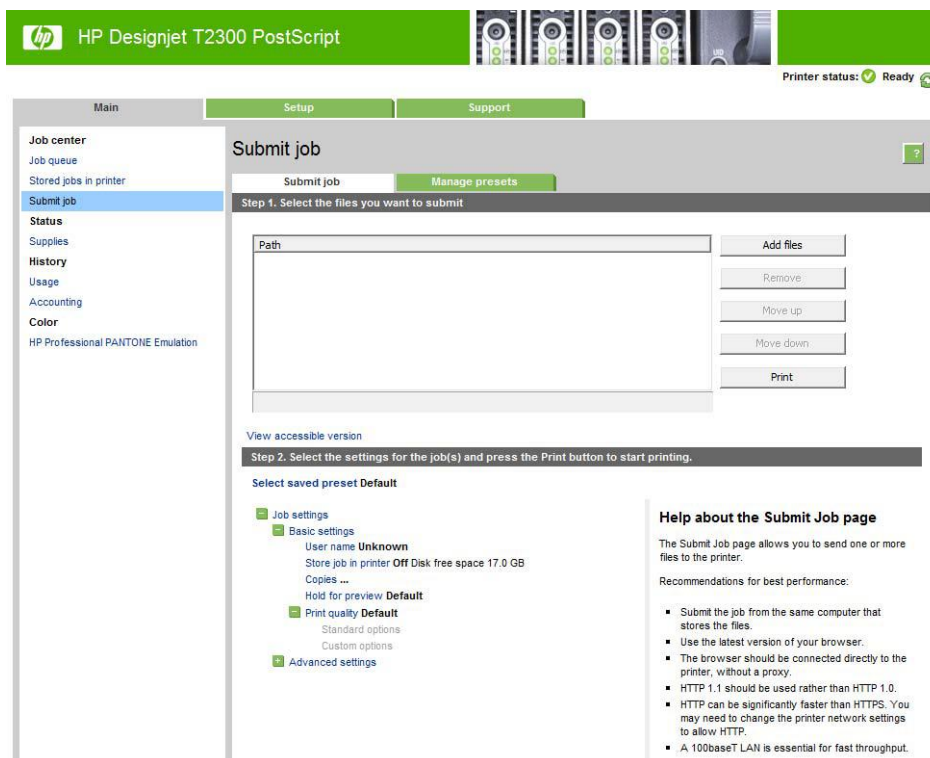 hp HP Designjet T2300 PostScript
UID
Printer status: Ready
Main Setup Support
Job center
Job queue
Stored jobs in printer
Submit job
Status
Supplies
History
Usage
Accounting
Color
HP Professional PANTONE Emulation
Submit job
?
Submit job Manage presets
Step 1. Select the files you want to submit
Path
Add files
Remove
Move up
Move down
Print
View accessible version
Step 2. Select the settings for the job(s) and press the Print button to start printing.
Select saved preset Default
Job settings
Basic settings
User name Unknown
Store job in printer Off Disk free space 17.0 GB
Copies ...
Hold for preview Default
Print quality Default
Standard options
Custom options
Advanced settings
Help about the Submit Job page
The Submit Job page allows you to send one or more
files to the printer.
Recommendations for best performance:
Submit the job from the same computer that
stores the files.
Use the latest version of your browser.
The browser should be connected directly to the
printer, without a proxy.
HTTP 1.1 should be used rather than HTTP 1.0.
HTTP can be significantly faster than HTTPS. You
may need to change the printer network settings
to allow HTTP.
A 100baseT LAN is essential for fast throughput.